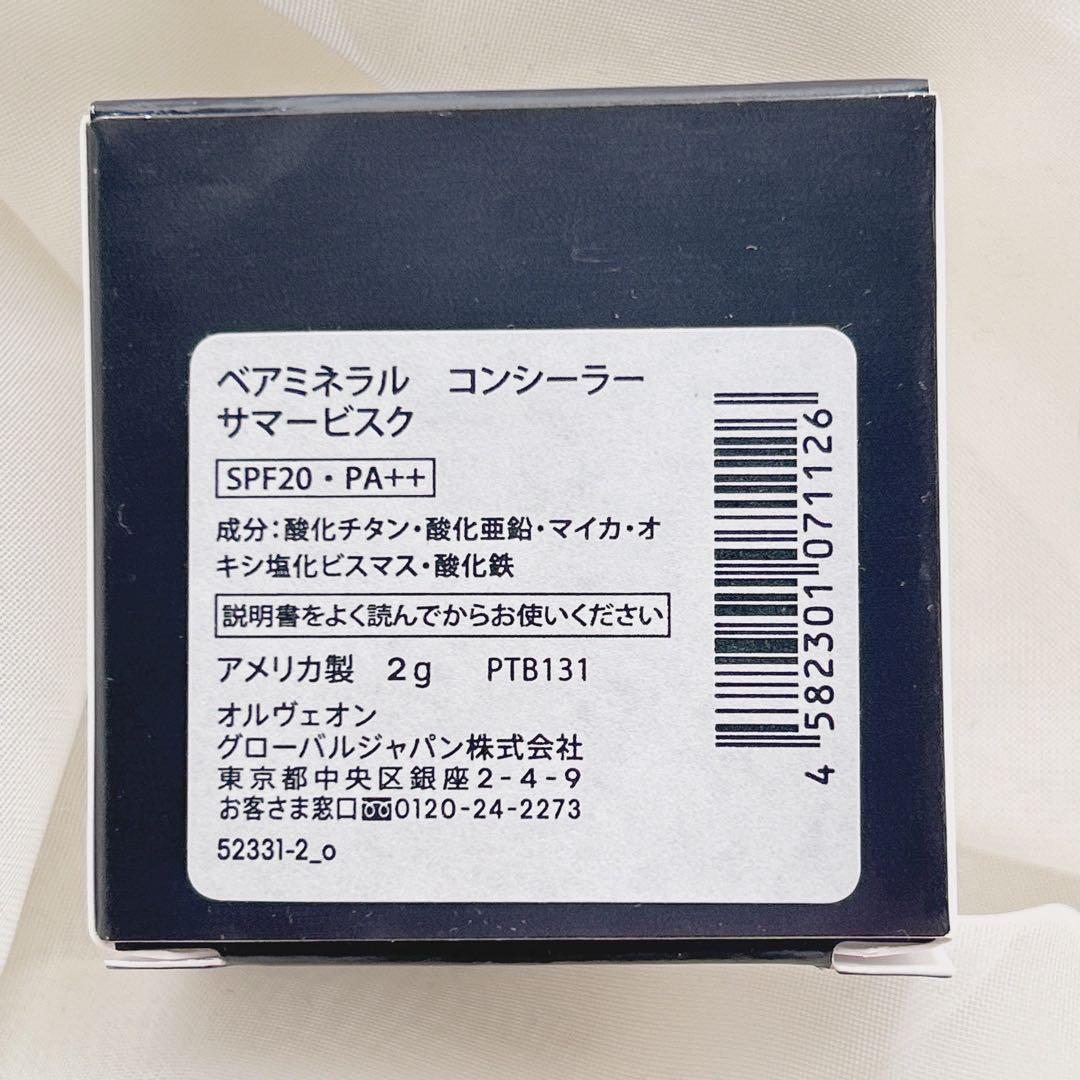 ベアミネラル　コンシーラー
サマービスク
SPF20・PA++
成分：酸化チタン・酸化亜鉛・マイカ・オ
キシ塩化ビスマス・酸化鉄
説明書をよく読んでからお使いください
アメリカ製　2g　PTB131
オルヴェオン
グローバルジャパン株式会社
東京都中央区銀座2-4-9
お客さま窓口0120-24-2273
52331-2_o
4 582301 071126